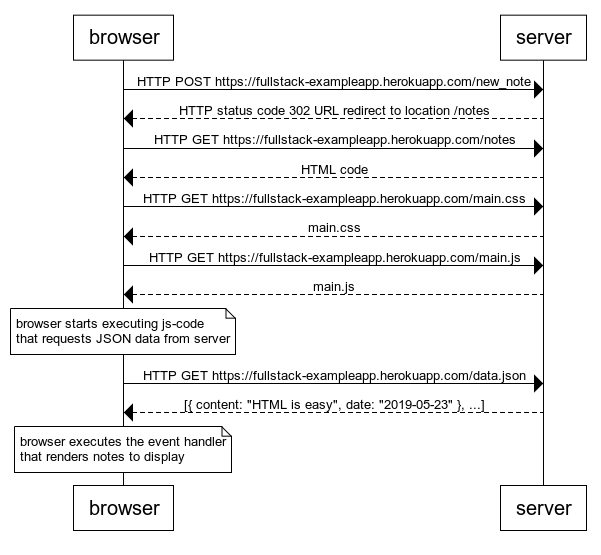 browser
server
HTTP POST https://fullstack-exampleapp.herokuapp.com/new_note
HTTP status code 302 URL redirect to location /notes
HTTP GET https://fullstack-exampleapp.herokuapp.com/notes
HTML code
HTTP GET https://fullstack-exampleapp.herokuapp.com/main.css
main.css
HTTP GET https://fullstack-exampleapp.herokuapp.com/main.js
main.js
browser starts executing js-code
that requests JSON data from server
HTTP GET https://fullstack-exampleapp.herokuapp.com/data.json
[{ content: "HTML is easy", date: "2019-05-23" }, ...]
browser executes the event handler
that renders notes to display
browser
server